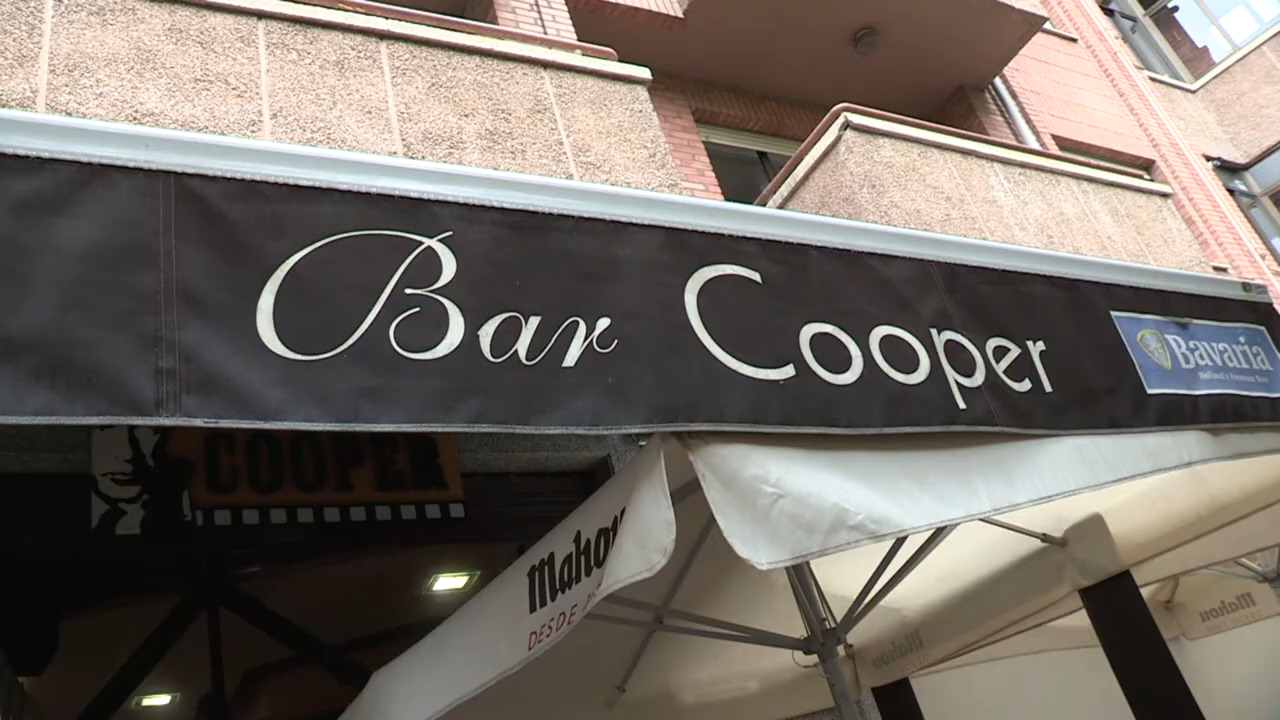 Bar Cooper
Bavaria
Holland's Premium Beer
COOPER
Mahou
DESDE
Mahou
Mahou